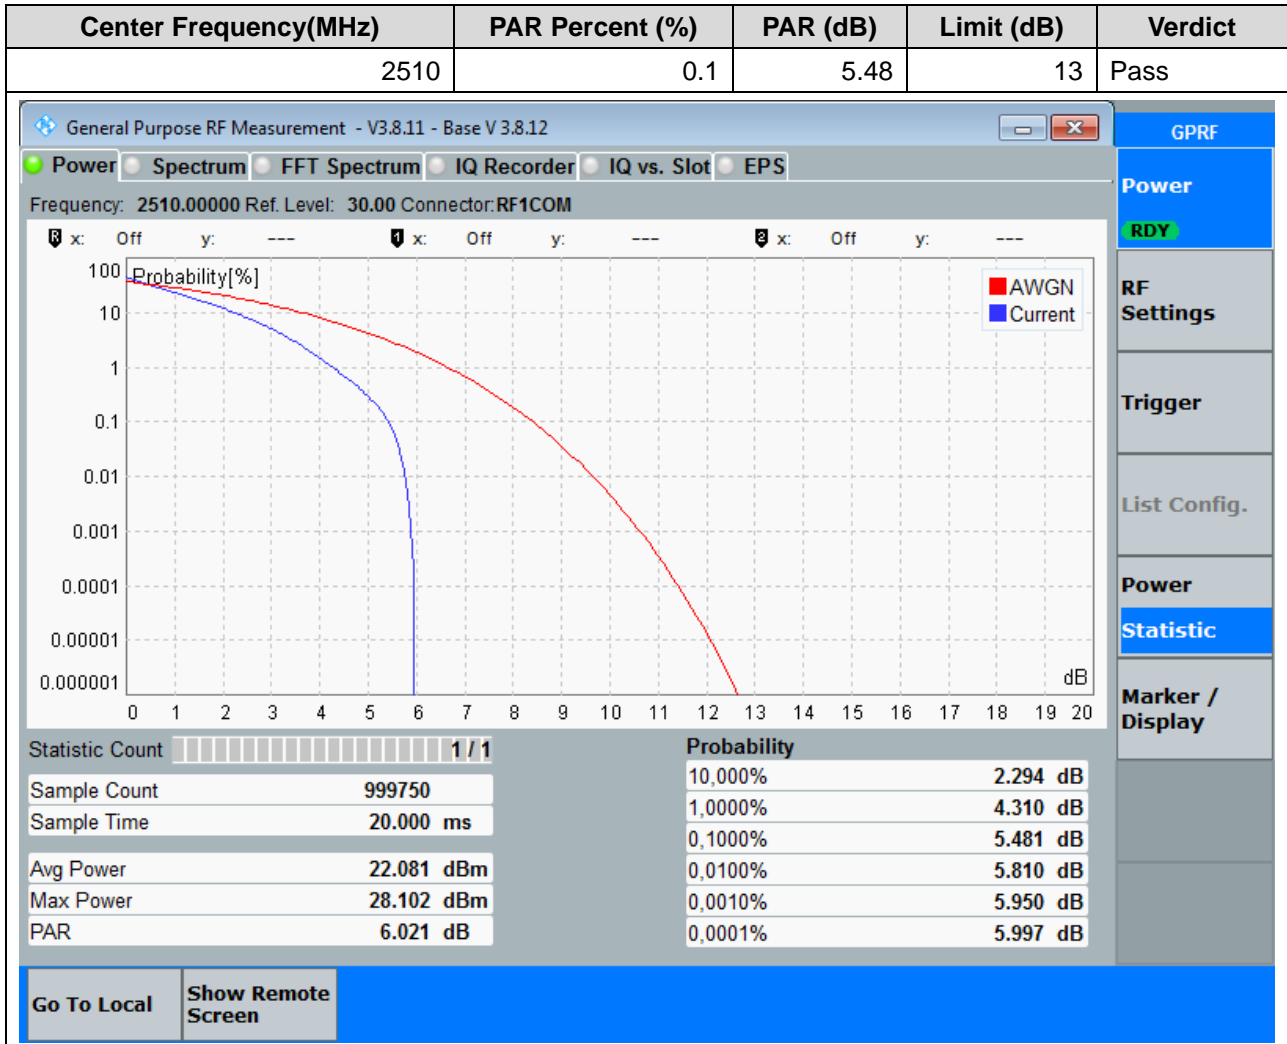 Center Frequency(MHz) PAR Percent (%) PAR (dB) Limit (dB) Verdict
2510 0.1 5.48 13 Pass
General Purpose RF Measurement - V3.8.11 - Base V 3.8.12
GPRF
Power Spectrum FFT Spectrum IQ Recorder IQ vs. Slot EPS
Frequency: 2510.00000 Ref. Level: 30.00 Connector:RF1COM
R x: Off y: --- 1 x: Off y: --- 2 x: Off y: ---
Probability[%]
AWGN
Current
100
10
1
0.1
0.01
0.001
0.0001
0.00001
0.000001
dB
0 1 2 3 4 5 6 7 8 9 10 11 12 13 14 15 16 17 18 19 20
Statistic Count 1 / 1
Sample Count 999750
Sample Time 20.000 ms
Avg Power 22.081 dBm
Max Power 28.102 dBm
PAR 6.021 dB
Probability
10,000% 2.294 dB
1,0000% 4.310 dB
0,1000% 5.481 dB
0,0100% 5.810 dB
0,0010% 5.950 dB
0,0001% 5.997 dB
Power
RDY
RF
Settings
Trigger
List Config.
Power
Statistic
Marker /
Display
Go To Local
Show Remote
Screen